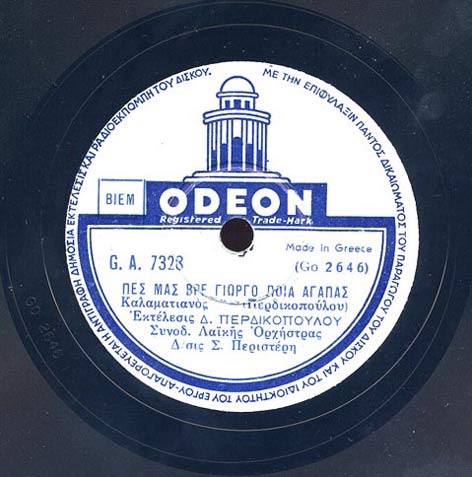 ΜΕ ΤΗΝ ΕΠΙΦΥΛΑΞΙΝ ΠΑΝΤΟΣ ΔΙΚΑΙΩΜΑΤΟΣ ΤΟΥ ΠΑΡΑΓΩΓΟΥ ΤΟΥ ΔΙΣΚΟΥ ΚΑΙ ΤΟΥ ΙΔΙΟΚΤΗΤΟΥ ΤΟΥ ΕΡΓΟΥ-ΑΠΑΓΟΡΕΥΕΤΑΙ Η ΑΝΤΙΓΡΑΦΗ ΔΗΜΟΣΙΑ ΕΚΤΕΛΕΣΙΣ ΚΑΙ ΡΑΔΙΟΕΚΠΟΜΠΗ ΤΟΥ ΔΙΣΚΟΥ.
BIEM
ODEON
Registered Trade-Mark
Made in Greece
G. A. 7328 (Go 2646)
ΠΕΣ ΜΑΣ ΒΡΕ ΓΙΩΡΓΟ ΠΟΙΑ ΑΓΑΠΑΣ
Καλαματιανός (Περδικοπούλου)
Ἐκτέλεσις Δ. ΠΕΡΔΙΚΟΠΟΥΛΟΥ
Συνοδ. Λαϊκῆς Ὀρχήστρας
Δ)σις Σ. Περιστέρη
GO 2646